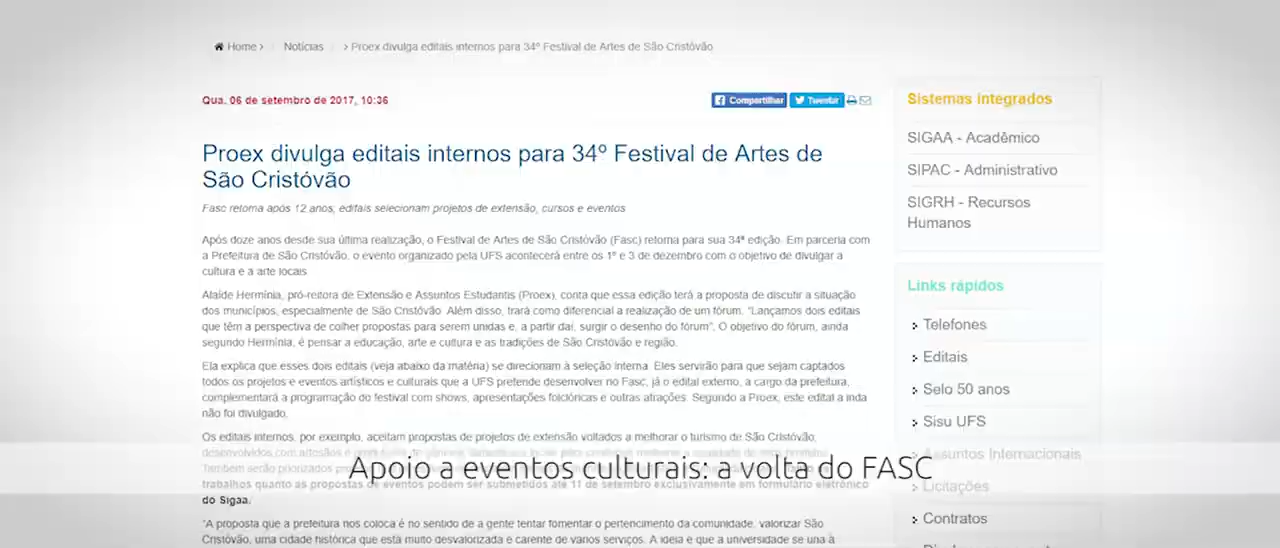 Home › Notícias › Proex divulga editais internos para 34º Festival de Artes de São Cristóvão
Qua, 06 de setembro de 2017, 10:36
Compartilhar Tweetar
Proex divulga editais internos para 34º Festival de Artes de
São Cristóvão
Fasc retoma após 12 anos; editais selecionam projetos de extensão, cursos e eventos
Após doze anos desde sua última realização, o Festival de Artes de São Cristóvão (Fasc) retorna para sua 34ª edição. Em parceria com
a Prefeitura de São Cristóvão, o evento organizado pela UFS acontecerá entre os 1º e 3 de dezembro com o objetivo de divulgar a
cultura e a arte locais.
Alaíde Hermínia, pró-reitora de Extensão e Assuntos Estudantis (Proex), conta que essa edição terá a proposta de discutir a situação
dos municípios, especialmente de São Cristóvão. Além disso, trará como diferencial a realização de um fórum. "Lançamos dois editais
que têm a perspectiva de colher propostas para serem unidas e, a partir daí, surgir o desenho do fórum". O objetivo do fórum, ainda
segundo Hermínia, é pensar a educação, arte e cultura e as tradições de São Cristóvão e região.
Ela explica que esses dois editais (veja abaixo da matéria) se direcionam à seleção interna. Eles servirão para que sejam captados
todos os projetos e eventos artísticos e culturais que a UFS pretende desenvolver no Fasc, já o edital externo, a cargo da prefeitura,
complementará a programação do festival com shows, apresentações folclóricas e outras atrações. Segundo a Proex, este edital a inda
não foi divulgado.
Os editais internos, por exemplo, aceitam propostas de projetos de extensão voltados a melhorar o turismo de São Cristóvão,
desenvolvidos com artesãos e
Também serão priorizados
Apoio a eventos culturais: a volta do FASC
trabalhos quanto as propostas de eventos podem ser submetidos até 11 de setembro exclusivamente em formulário eletrônico
do Sigaa.
"A proposta que a prefeitura nos coloca é no sentido de a gente tentar fomentar o pertencimento da comunidade, valorizar São
Cristóvão, uma cidade histórica que está muito desvalorizada e carente de vários serviços. A ideia é que a universidade se una à
Sistemas integrados
SIGAA - Acadêmico
SIPAC - Administrativo
SIGRH - Recursos
Humanos
Links rápidos
Telefones
Editais
Selo 50 anos
Sisu UFS
Assuntos Internacionais
Licitações
Contratos